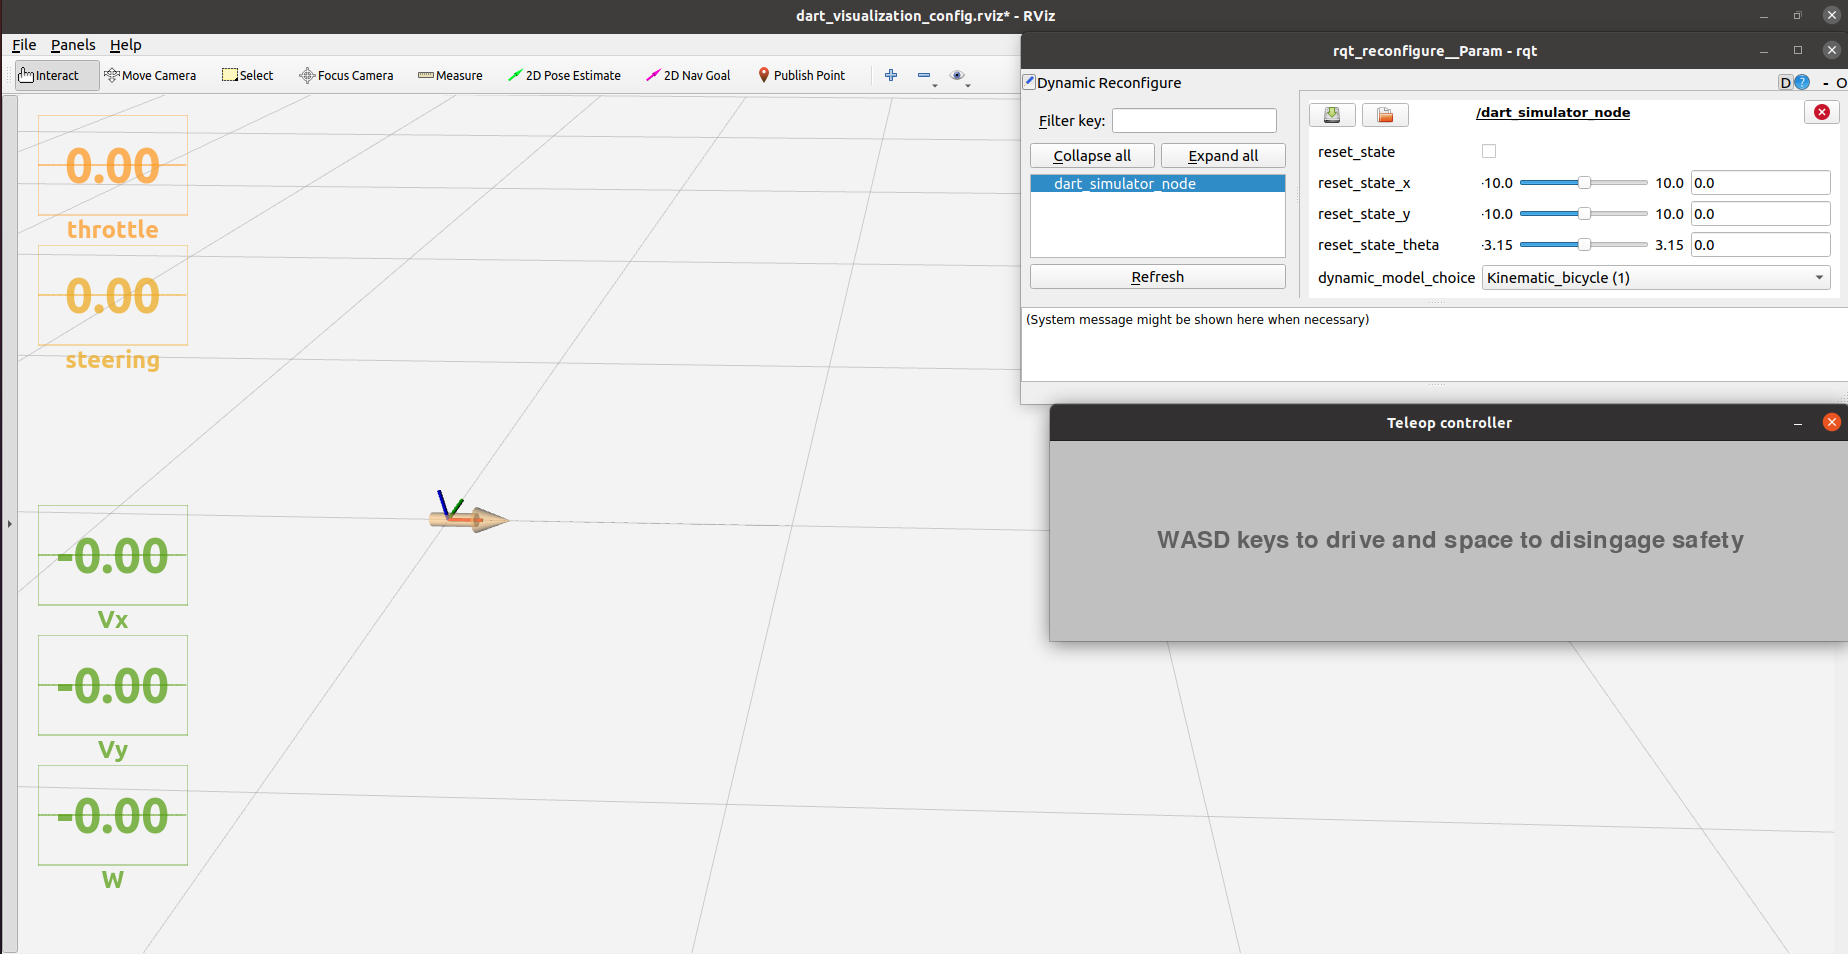 dart_visualization_config.rviz* - RViz
File Panels Help
Interact Move Camera Select Focus Camera Measure 2D Pose Estimate 2D Nav Goal Publish Point
0.00
throttle
0.00
steering
-0.00
Vx
-0.00
Vy
-0.00
W
rqt_reconfigure__Param - rqt
Dynamic Reconfigure D ? - O
Filter key:
Collapse all Expand all
dart_simulator_node
Refresh
/dart_simulator_node
reset_state
reset_state_x -10.0 10.0 0.0
reset_state_y -10.0 10.0 0.0
reset_state_theta -3.15 3.15 0.0
dynamic_model_choice Kinematic_bicycle (1)
(System message might be shown here when necessary)
Teleop controller
WASD keys to drive and space to disingage safety